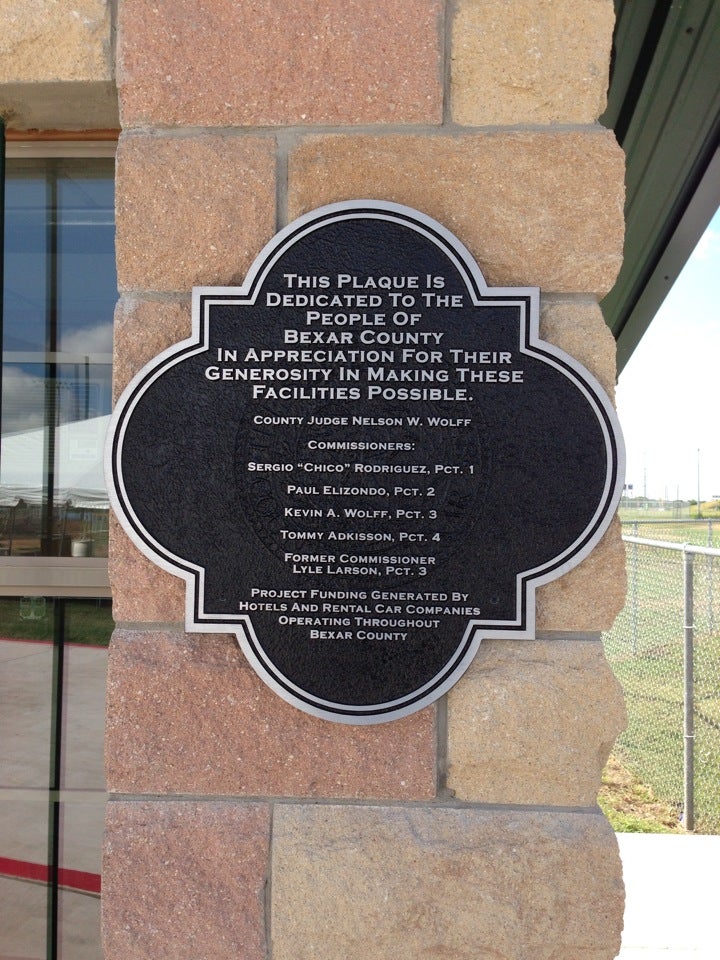 This Plaque Is
Dedicated To The
People Of
Bexar County
In Appreciation For Their
Generosity In Making These
Facilities Possible.
County Judge Nelson W. Wolff
Commissioners:
Sergio "Chico" Rodriguez, Pct. 1
Paul Elizondo, Pct. 2
Kevin A. Wolff, Pct. 3
Tommy Adkisson, Pct. 4
Former Commissioner
Lyle Larson, Pct. 3
Project Funding Generated By
Hotels And Rental Car Companies
Operating Throughout
Bexar County